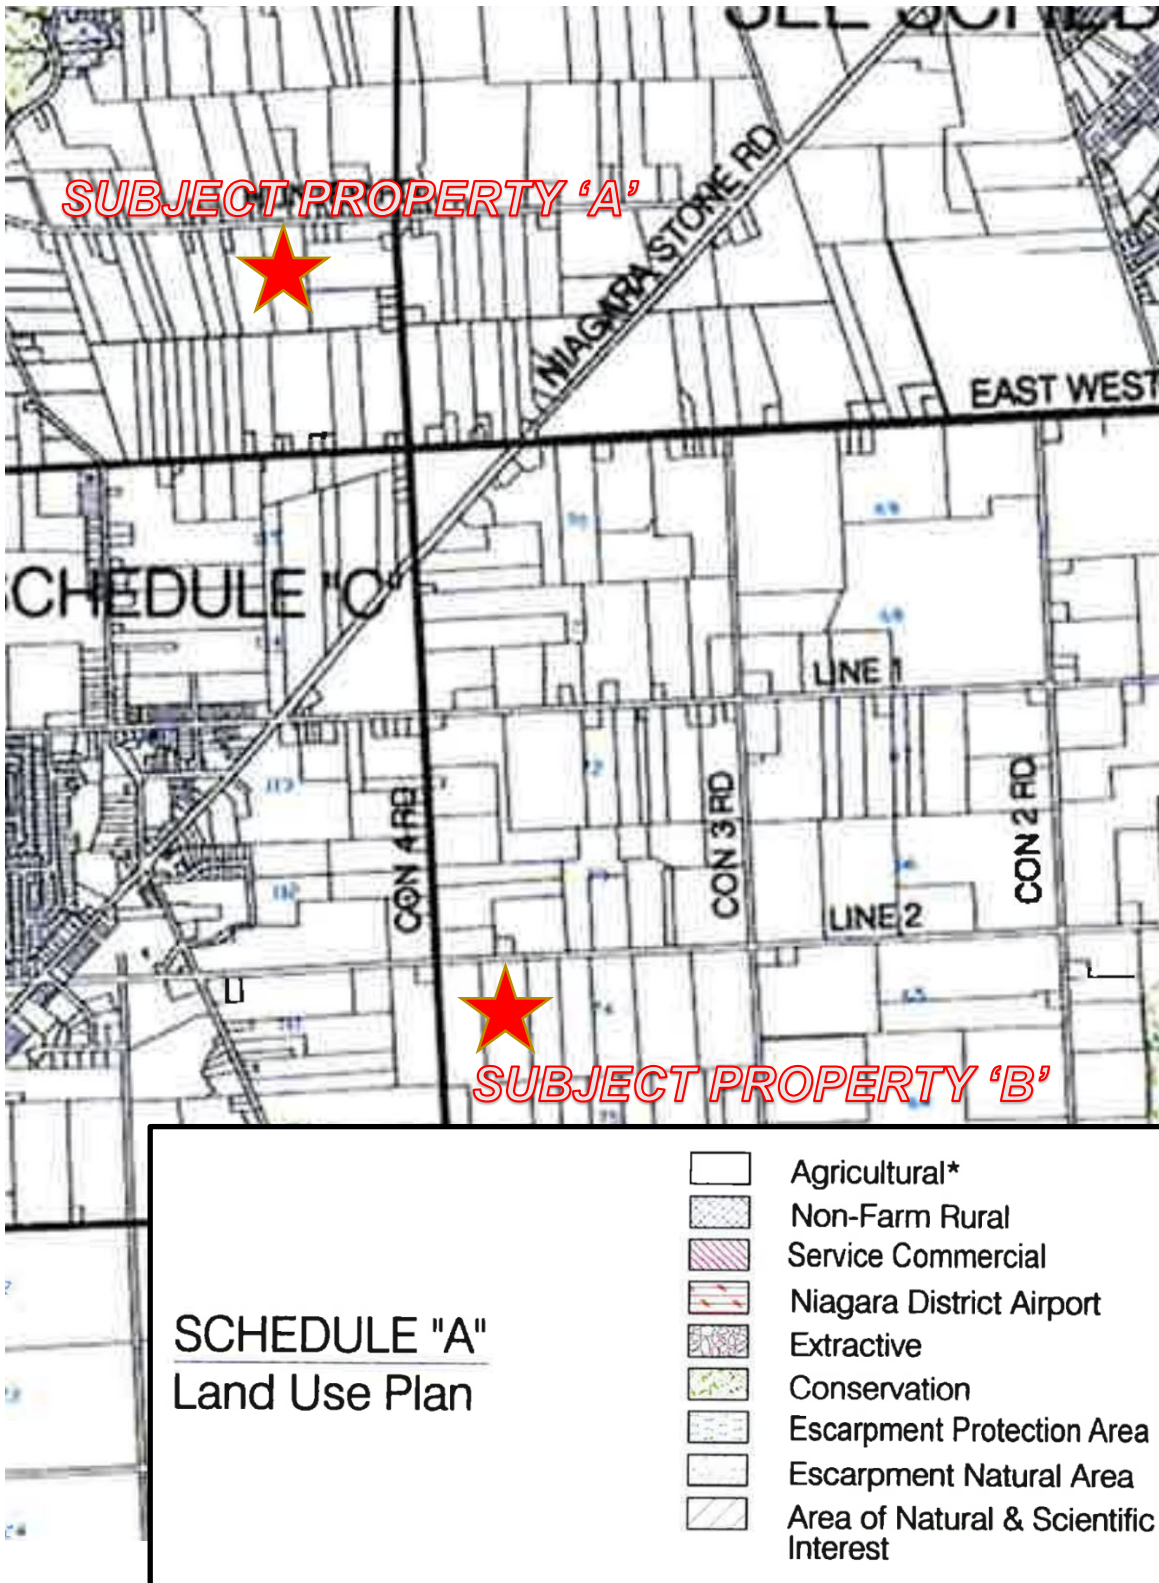 SUBJECT PROPERTY ‘A’
NIAGARA STONE RD
EAST WEST
SCHEDULE "C"
LINE 1
CON 4 RD
CON 3 RD
CON 2 RD
LINE 2
SUBJECT PROPERTY ‘B’
SCHEDULE "A"
Land Use Plan
Agricultural*
Non-Farm Rural
Service Commercial
Niagara District Airport
Extractive
Conservation
Escarpment Protection Area
Escarpment Natural Area
Area of Natural & Scientific
Interest